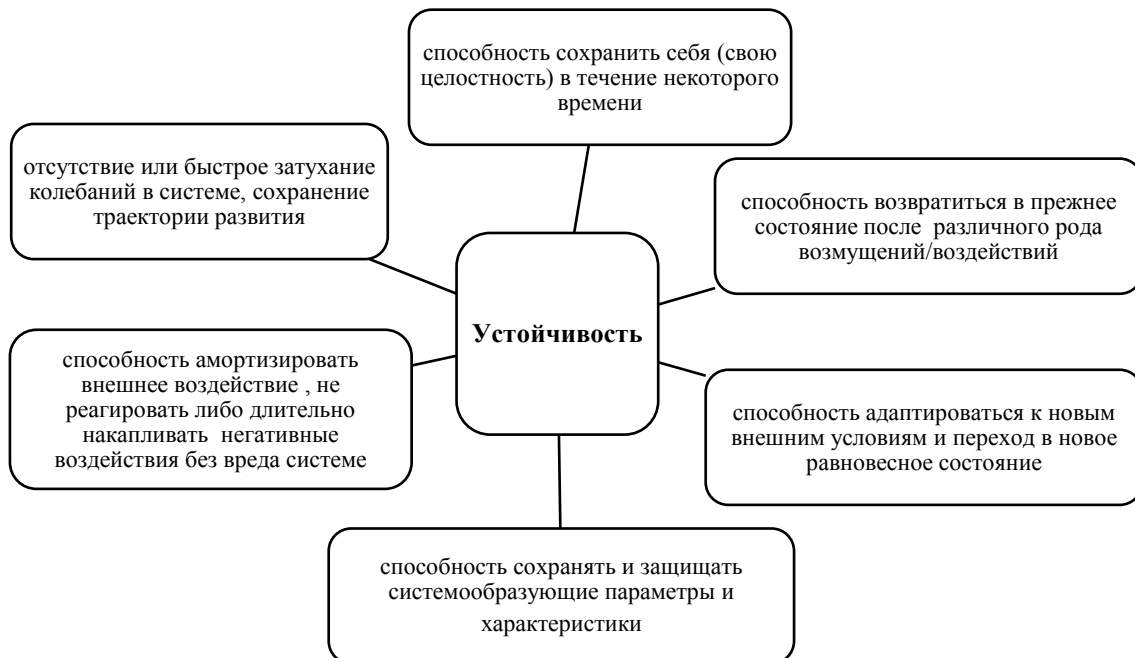 способность сохранить себя (свою
целостность) в течение некоторого
времени
отсутствие или быстрое затухание
колебаний в системе, сохранение
траектории развития
способность возвратиться в прежнее
состояние после различного рода
возмущений/воздействий
Устойчивость
способность амортизировать
внешнее воздействие , не
реагировать либо длительно
накапливать негативные
воздействия без вреда системе
способность адаптироваться к новым
внешним условиям и переход в новое
равновесное состояние
способность сохранять и защищать
системообразующие параметры и
характеристики